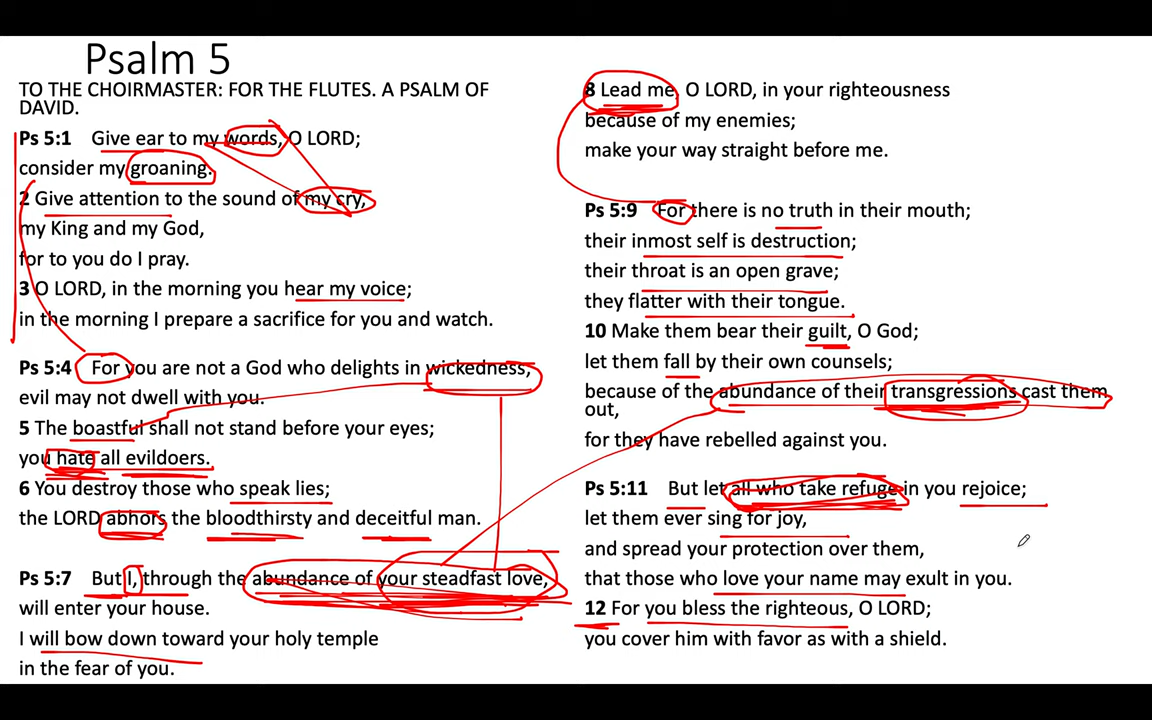 Psalm 5
TO THE CHOIRMASTER: FOR THE FLUTES. A PSALM OF
DAVID.
Ps 5:1 Give ear to my words, O LORD;
consider my groaning.
2 Give attention to the sound of my cry,
my King and my God,
for to you do I pray.
3 O LORD, in the morning you hear my voice;
in the morning I prepare a sacrifice for you and watch.
Ps 5:4 For you are not a God who delights in wickedness;
evil may not dwell with you.
5 The boastful shall not stand before your eyes;
you hate all evildoers.
6 You destroy those who speak lies;
the LORD abhors the bloodthirsty and deceitful man.
Ps 5:7 But I, through the abundance of your steadfast love,
will enter your house.
I will bow down toward your holy temple
in the fear of you.
8 Lead me, O LORD, in your righteousness
because of my enemies;
make your way straight before me.
Ps 5:9 For there is no truth in their mouth;
their inmost self is destruction;
their throat is an open grave;
they flatter with their tongue.
10 Make them bear their guilt, O God;
let them fall by their own counsels;
because of the abundance of their transgressions cast them
out,
for they have rebelled against you.
Ps 5:11 But let all who take refuge in you rejoice;
let them ever sing for joy,
and spread your protection over them,
that those who love your name may exult in you.
12 For you bless the righteous, O LORD;
you cover him with favor as with a shield.